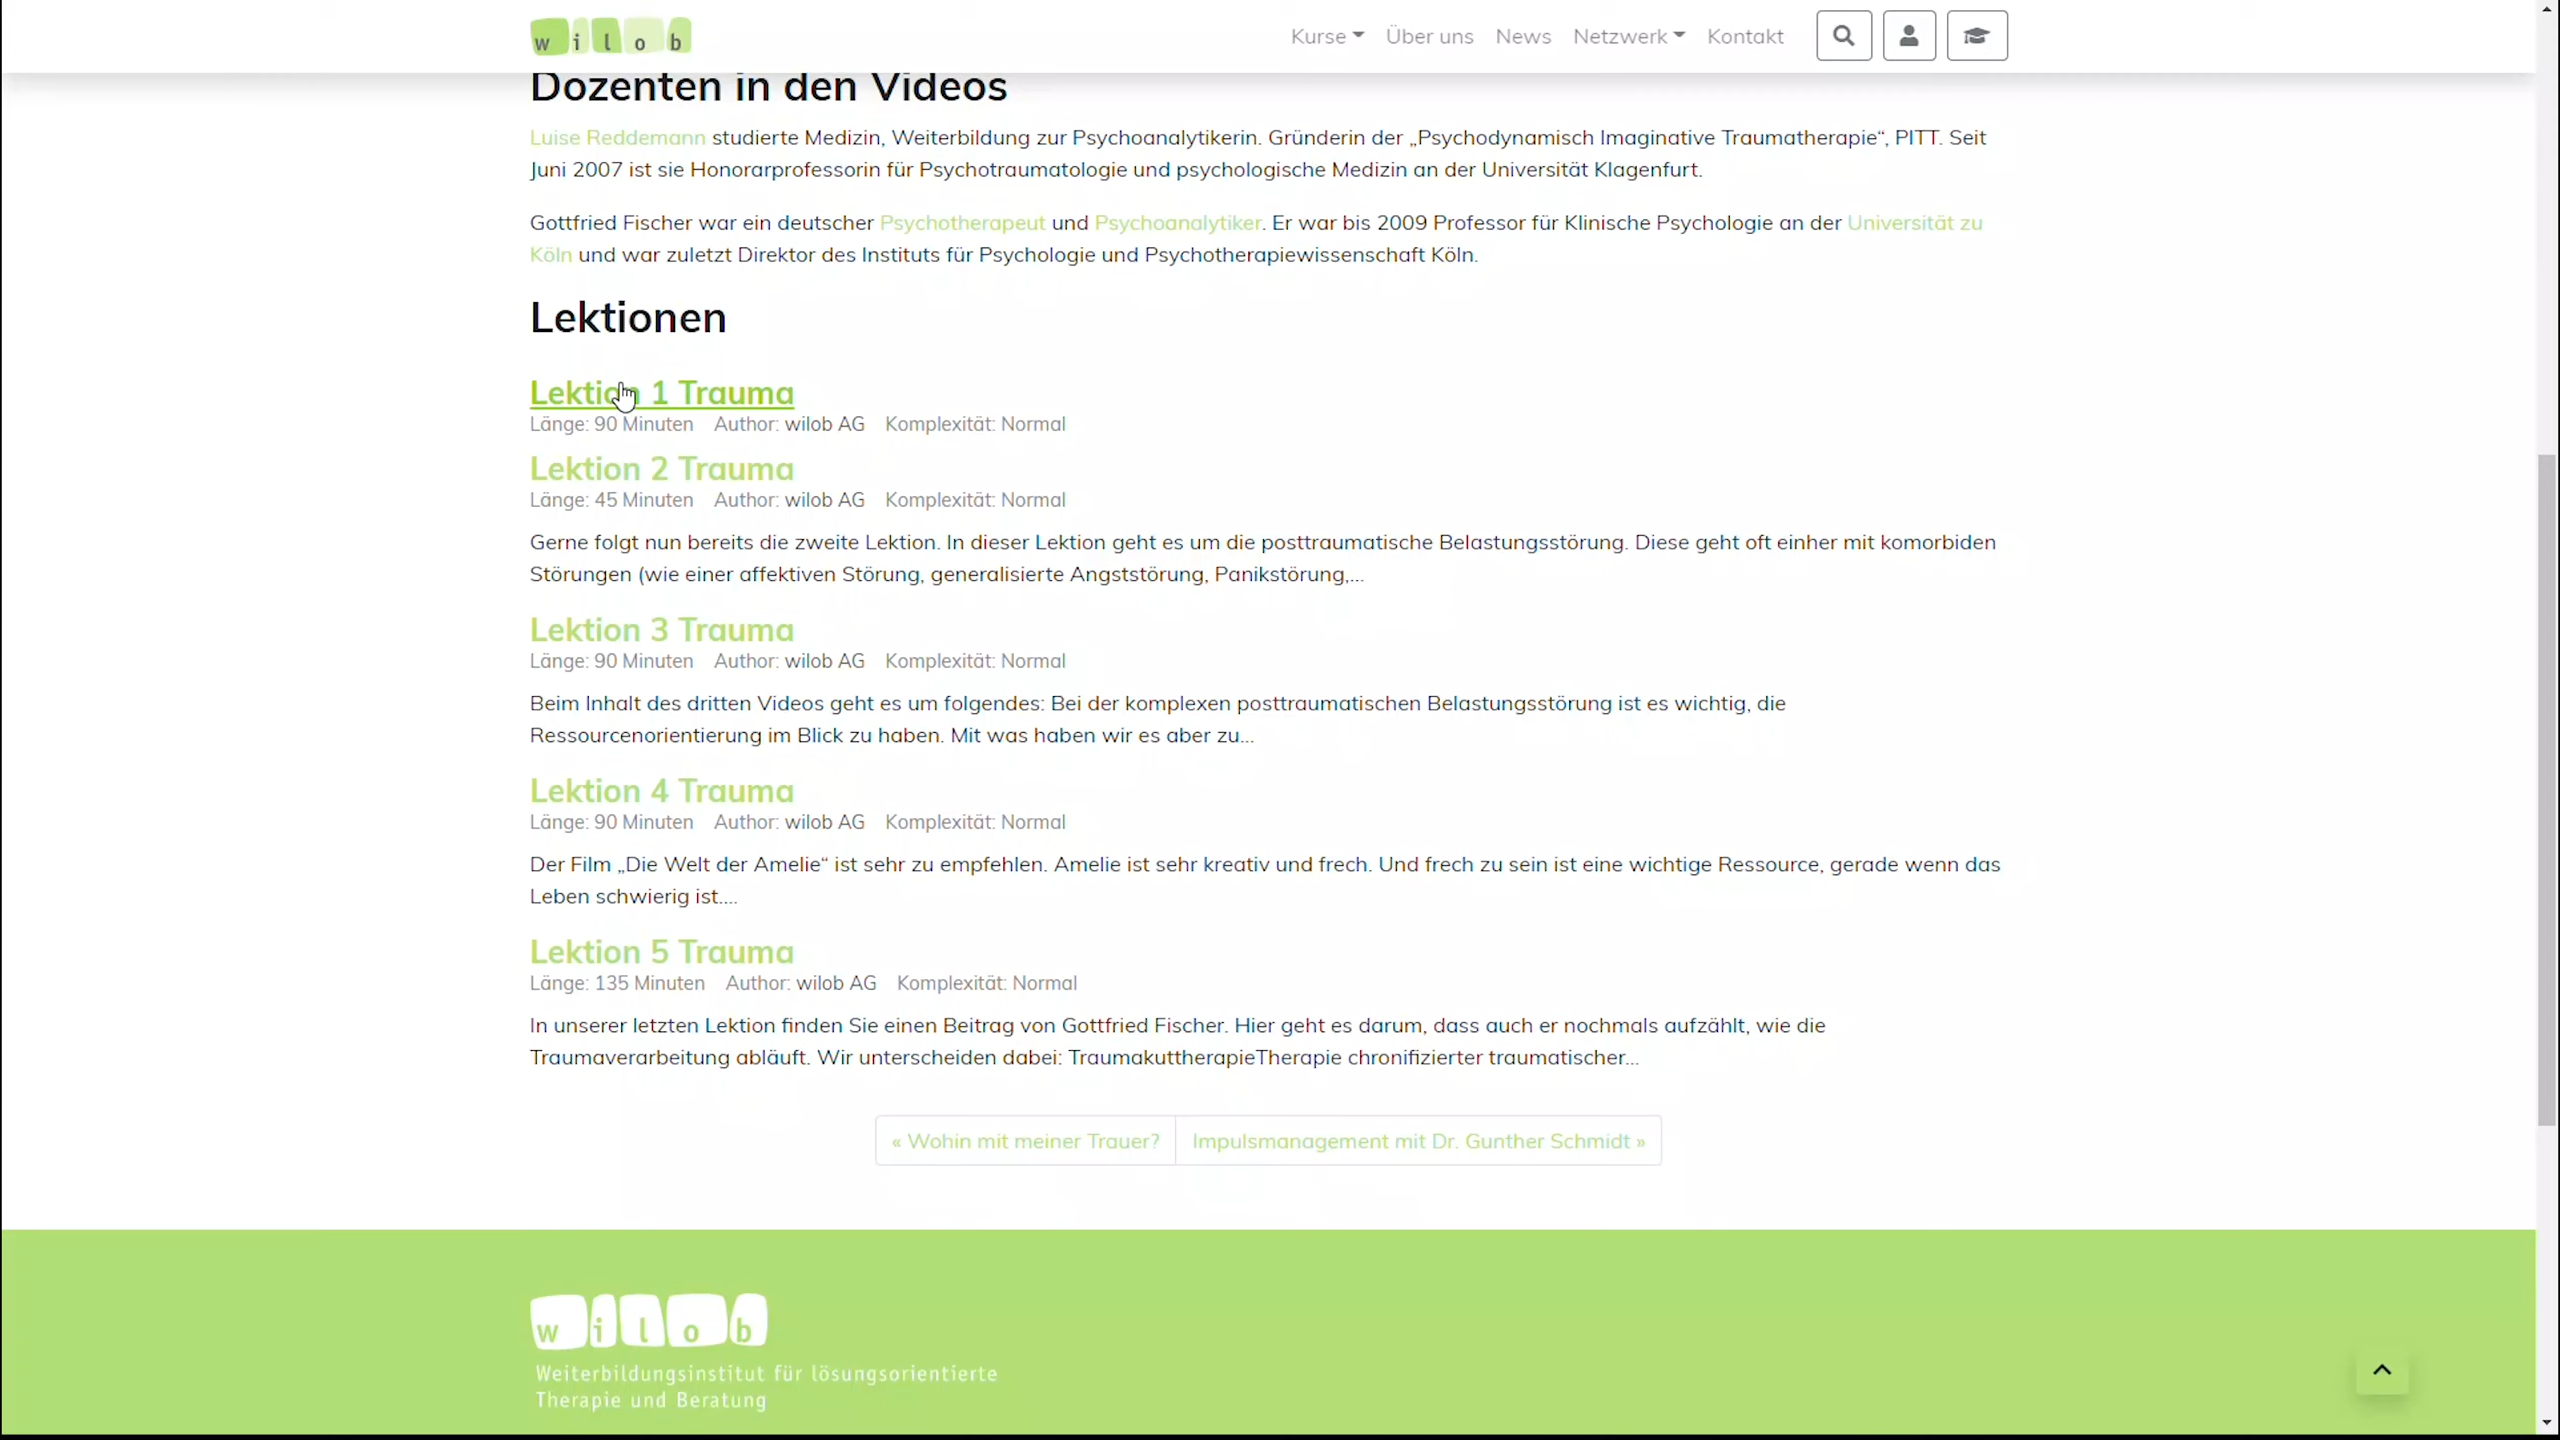 wilob
Kurse Über uns News Netzwerk Kontakt
Dozenten in den Videos
Luise Reddemann studierte Medizin, Weiterbildung zur Psychoanalytikerin. Gründerin der „Psychodynamisch Imaginative Traumatherapie“, PITT. Seit
Juni 2007 ist sie Honorarprofessorin für Psychotraumatologie und psychologische Medizin an der Universität Klagenfurt.
Gottfried Fischer war ein deutscher Psychotherapeut und Psychoanalytiker. Er war bis 2009 Professor für Klinische Psychologie an der Universität zu
Köln und war zuletzt Direktor des Instituts für Psychologie und Psychotherapiewissenschaft Köln.
Lektionen
Lektion 1 Trauma
Länge: 90 Minuten Author: wilob AG Komplexität: Normal
Lektion 2 Trauma
Länge: 45 Minuten Author: wilob AG Komplexität: Normal
Gerne folgt nun bereits die zweite Lektion. In dieser Lektion geht es um die posttraumatische Belastungsstörung. Diese geht oft einher mit komorbiden
Störungen (wie einer affektiven Störung, generalisierte Angststörung, Panikstörung,...
Lektion 3 Trauma
Länge: 90 Minuten Author: wilob AG Komplexität: Normal
Beim Inhalt des dritten Videos geht es um folgendes: Bei der komplexen posttraumatischen Belastungsstörung ist es wichtig, die
Ressourcenorientierung im Blick zu haben. Mit was haben wir es aber zu...
Lektion 4 Trauma
Länge: 90 Minuten Author: wilob AG Komplexität: Normal
Der Film „Die Welt der Amelie“ ist sehr zu empfehlen. Amelie ist sehr kreativ und frech. Und frech zu sein ist eine wichtige Ressource, gerade wenn das
Leben schwierig ist....
Lektion 5 Trauma
Länge: 135 Minuten Author: wilob AG Komplexität: Normal
In unserer letzten Lektion finden Sie einen Beitrag von Gottfried Fischer. Hier geht es darum, dass auch er nochmals aufzählt, wie die
Traumaverarbeitung abläuft. Wir unterscheiden dabei: TraumakuttherapieTherapie chronifizierter traumatischer...
« Wohin mit meiner Trauer? Impulsmanagement mit Dr. Gunther Schmidt »
wilob
Weiterbildungsinstitut für lösungsorientierte
Therapie und Beratung